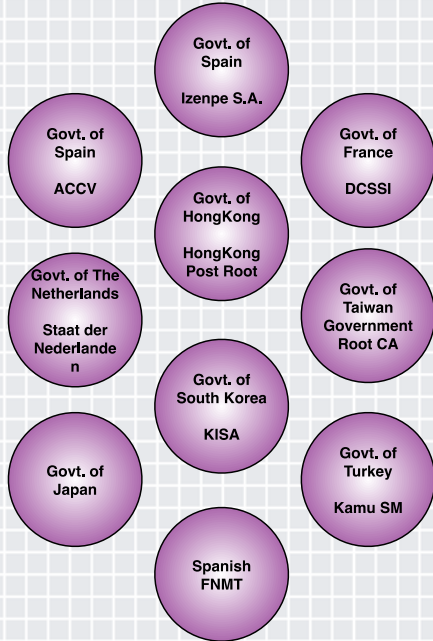 Govt. of
Spain
Izenpe S.A.
Govt. of
Spain
ACCV
Govt. of
France
DCSSI
Govt. of
HongKong
HongKong
Post Root
Govt. of The
Netherlands
Staat der
Nederlande
n
Govt. of
Taiwan
Government
Root CA
Govt. of
South Korea
KISA
Govt. of
Japan
Govt. of
Turkey
Kamu SM
Spanish
FNMT